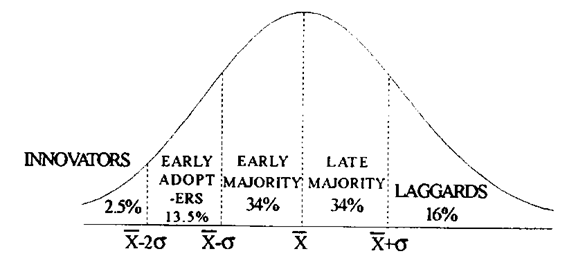 INNOVATORS
2.5%
EARLY
ADOPT
-ERS
13.5%
EARLY
MAJORITY
34%
LATE
MAJORITY
34%
LAGGARDS
16%
X̅-2σ
X̅-σ
X̅
X̅+σ